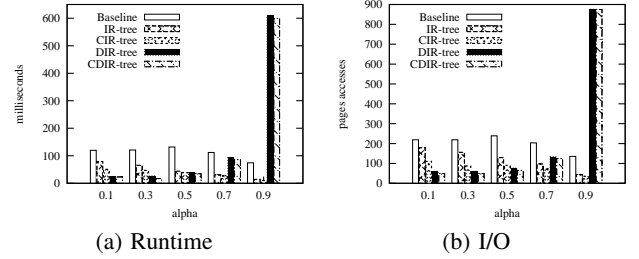 600
500
400
300
200
100
0
milliseconds
Baseline
IR-tree
CIR-tree
DIR-tree
CDIR-tree
0.1 0.3 0.5 0.7 0.9
alpha
(a) Runtime
900
800
700
600
500
400
300
200
100
0
pages accesses
Baseline
IR-tree
CIR-tree
DIR-tree
CDIR-tree
0.1 0.3 0.5 0.7 0.9
alpha
(b) I/O